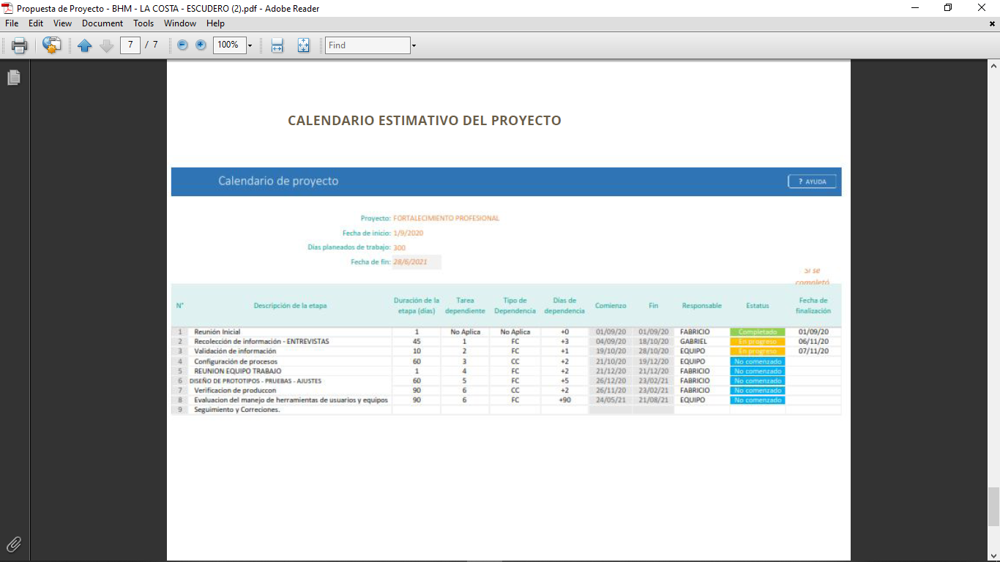 Propuesta de Proyecto - BHM - LA COSTA - ESCUDERO (2).pdf - Adobe Reader
File Edit View Document Tools Window Help
7 / 7 100% Find
CALENDARIO ESTIMATIVO DEL PROYECTO
Calendario de proyecto ? AYUDA
Proyecto: FORTALECIMIENTO PROFESIONAL
Fecha de inicio: 1/9/2020
Días planeados de trabajo: 300
Fecha de fin: 28/6/2021
Si se
completó
N° Descripción de la etapa Duración de la etapa (días) Tarea dependiente Tipo de Dependencia Días de dependencia Comienzo Fin Responsable Estatus Fecha de finalización
1 Reunión Inicial 1 No Aplica No Aplica +0 01/09/20 01/09/20 FABRICIO Completado 01/09/20
2 Recolección de información - ENTREVISTAS 45 1 FC +3 04/09/20 18/10/20 GABRIEL En progreso 06/11/20
3 Validación de información 10 2 FC +1 19/10/20 28/10/20 EQUIPO En progreso 07/11/20
4 Configuración de procesos 60 3 CC +2 21/10/20 19/12/20 EQUIPO No comenzado
5 REUNION EQUIPO TRABAJO 1 4 FC +2 21/12/20 21/12/20 FABRICIO No comenzado
6 DISEÑO DE PROTOTIPOS - PRUEBAS - AJUSTES 60 5 FC +5 26/12/20 23/02/21 FABRICIO No comenzado
7 Verificacion de produccon 90 6 CC +2 26/11/20 23/02/21 FABRICIO No comenzado
8 Evaluacion del manejo de herramientas de usuarios y equipos 90 6 FC +90 24/05/21 21/08/21 EQUIPO No comenzado
9 Seguimiento y Correciones.